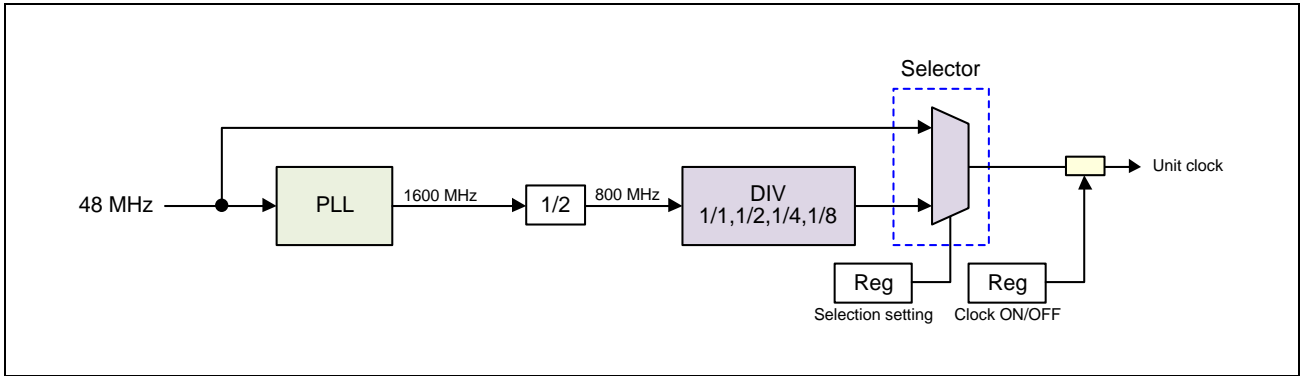 Selector
48 MHz
PLL
1600 MHz
1/2
800 MHz
DIV
1/1,1/2,1/4,1/8
Unit clock
Reg
Selection setting
Reg
Clock ON/OFF